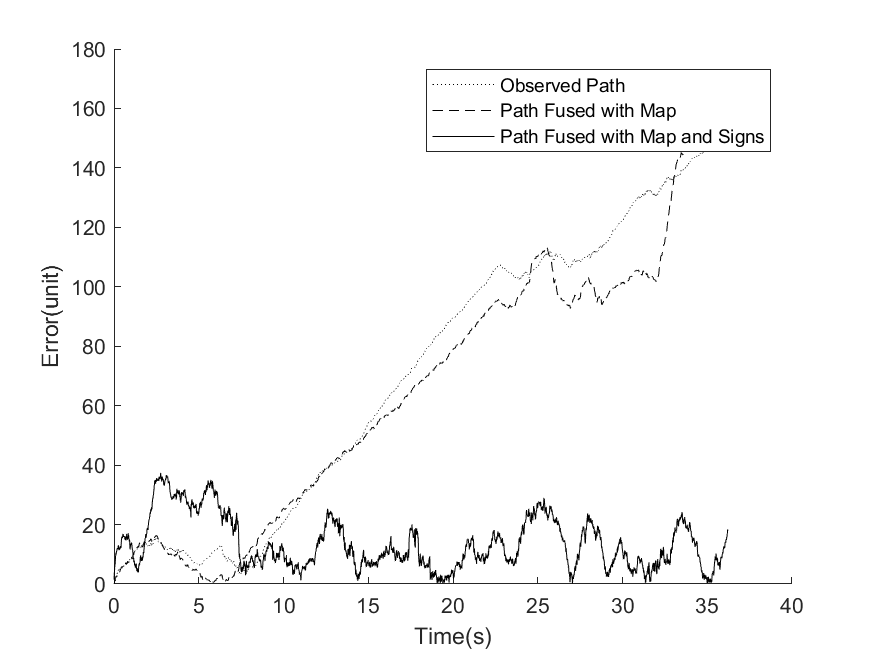 180
160
140
120
100
80
60
40
20
0
Error(unit)
Observed Path
Path Fused with Map
Path Fused with Map and Signs
0 5 10 15 20 25 30 35 40
Time(s)